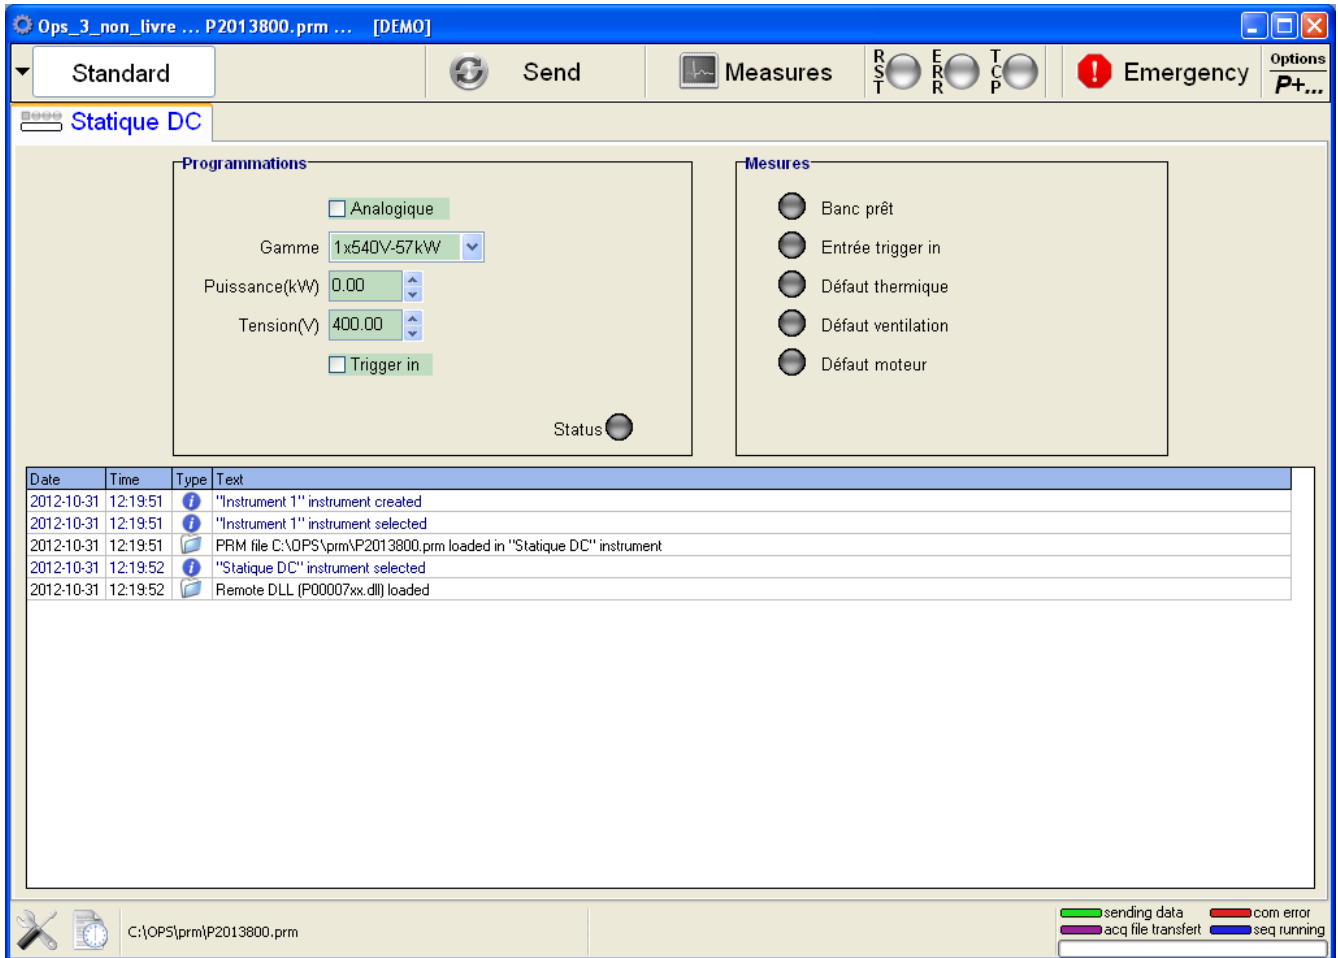 Ops_3_non_livre ... P2013800.prm ... [DEMO]
Standard
Send
Measures
RST
ERR
TCP
Emergency
Options
P+...
Statique DC
Programmations
Analogique
Gamme 1x540V-57kW
Puissance(kW) 0.00
Tension(V) 400.00
Trigger in
Status
Mesures
Banc prêt
Entrée trigger in
Défaut thermique
Défaut ventilation
Défaut moteur
Date Time Type Text
2012-10-31 12:19:51 "Instrument 1" instrument created
2012-10-31 12:19:51 "Instrument 1" instrument selected
2012-10-31 12:19:51 PRM file C:\OPS\prm\P2013800.prm loaded in "Statique DC" instrument
2012-10-31 12:19:52 "Statique DC" instrument selected
2012-10-31 12:19:52 Remote DLL (P00007xx.dll) loaded
C:\OPS\prm\P2013800.prm
sending data com error
acq file transfert seq running